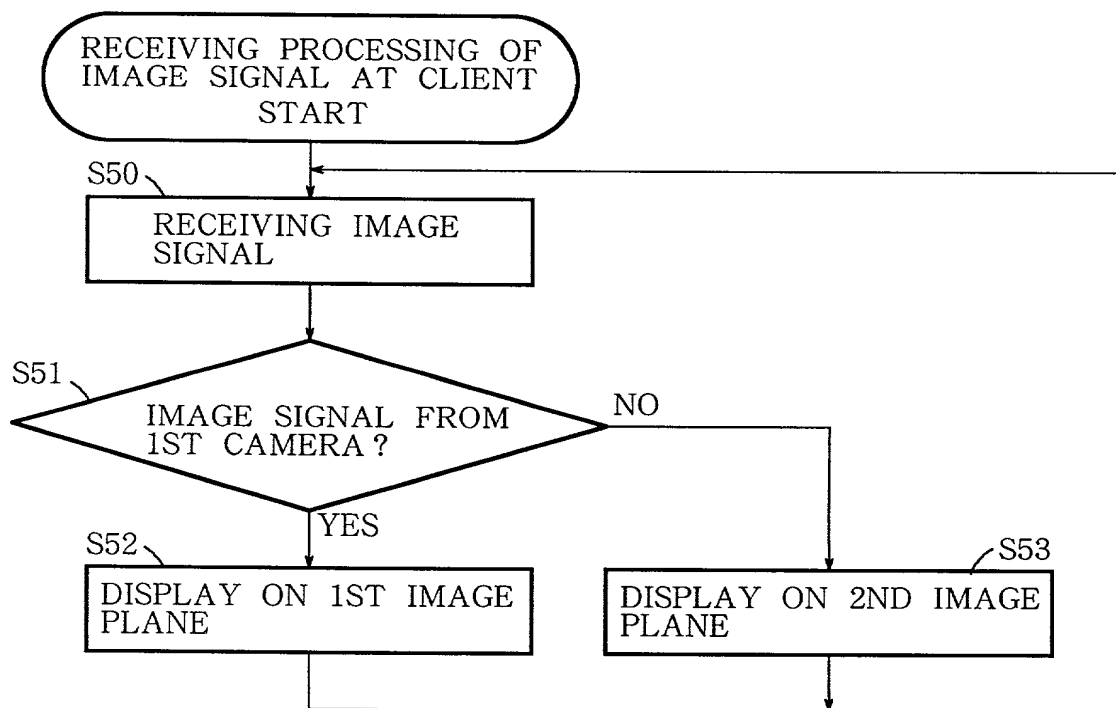 RECEIVING PROCESSING OF
IMAGE SIGNAL AT CLIENT
START
S50
RECEIVING IMAGE
SIGNAL
S51
IMAGE SIGNAL FROM
1ST CAMERA?
NO
YES
S52
DISPLAY ON 1ST IMAGE
PLANE
S53
DISPLAY ON 2ND IMAGE
PLANE